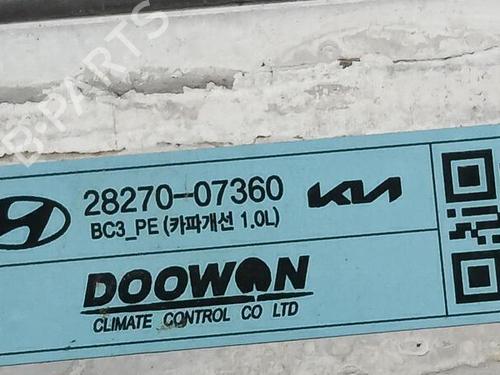 B-PARTS
28270-07360
KIA
BC3_PE (카파개선 1.0L)
DOOWON
CLIMATE CONTROL CO LTD